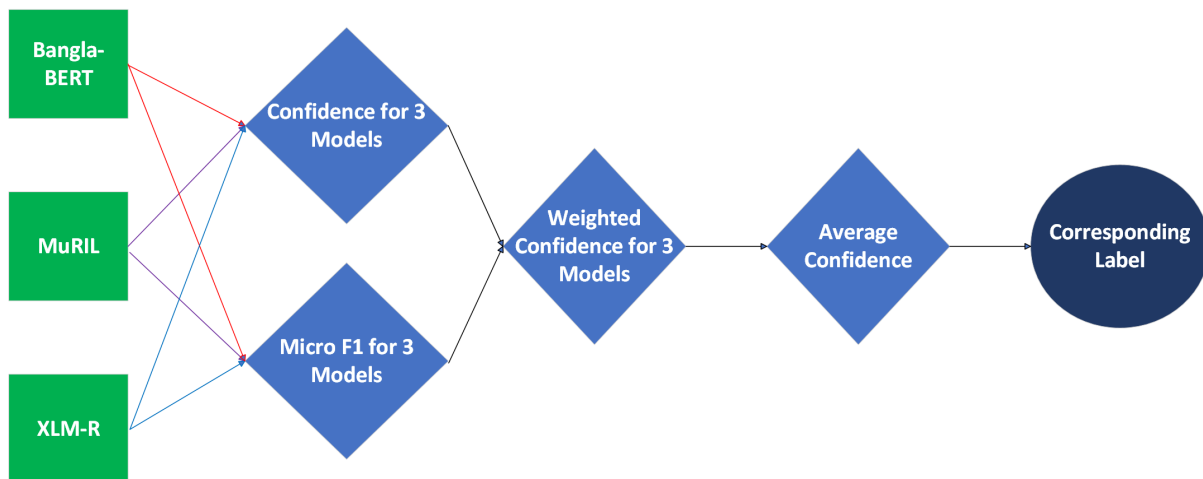 Bangla-
BERT
MuRIL
XLM-R
Confidence for 3
Models
Micro F1 for 3
Models
Weighted
Confidence for 3
Models
Average
Confidence
Corresponding
Label